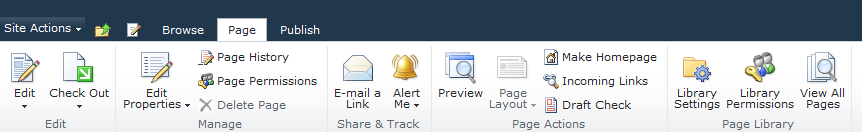 Site Actions Browse Page Publish
Edit
Check Out
Edit
Properties
Page History
Page Permissions
Delete Page
E-mail a
Link
Alert
Me
Preview
Page
Layout
Make Homepage
Incoming Links
Draft Check
Library
Settings
Library
Permissions
View All
Pages
Edit Manage Share & Track Page Actions Page Library